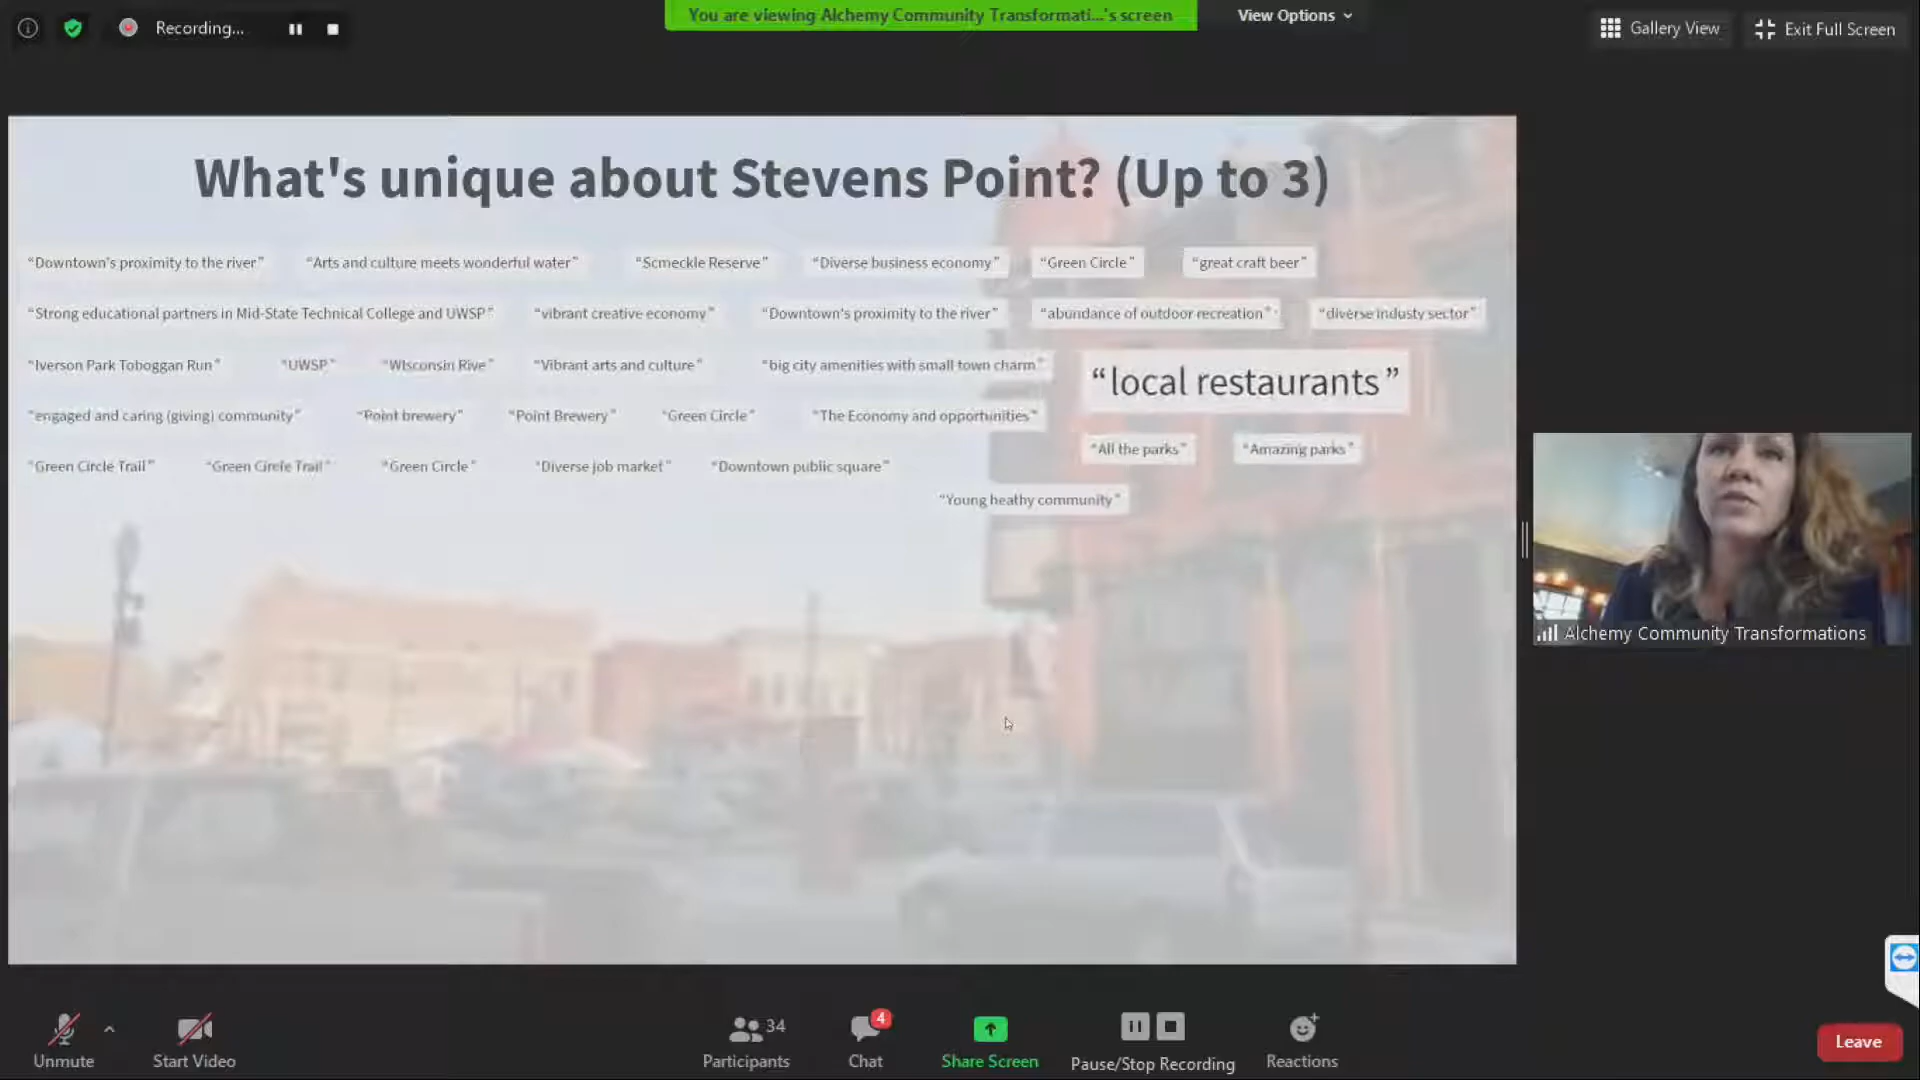 You are viewing Alchemy Community Transformati...'s screen
View Options
Recording...
Gallery View
Exit Full Screen
What's unique about Stevens Point? (Up to 3)
“Downtown's proximity to the river” “Arts and culture meets wonderful water” “Scmeckle Reserve” “Diverse business economy” “Green Circle” “great craft beer”
“Strong educational partners in Mid-State Technical College and UWSP” “vibrant creative economy” “Downtown's proximity to the river” “abundance of outdoor recreation” “diverse industy sector”
“Iverson Park Toboggan Run” “UWSP” “WIsconsin Rive” “Vibrant arts and culture” “big city amenities with small town charm” “local restaurants”
“engaged and caring (giving) community” “Point brewery” “Point Brewery” “Green Circle” “The Economy and opportunities”
“All the parks” “Amazing parks”
“Green Circle Trail” “Green Circle Trail” “Green Circle” “Diverse job market” “Downtown public square”
“Young heathy community”
Alchemy Community Transformations
34
4
Unmute
Start Video
Participants
Chat
Share Screen
Pause/Stop Recording
Reactions
Leave